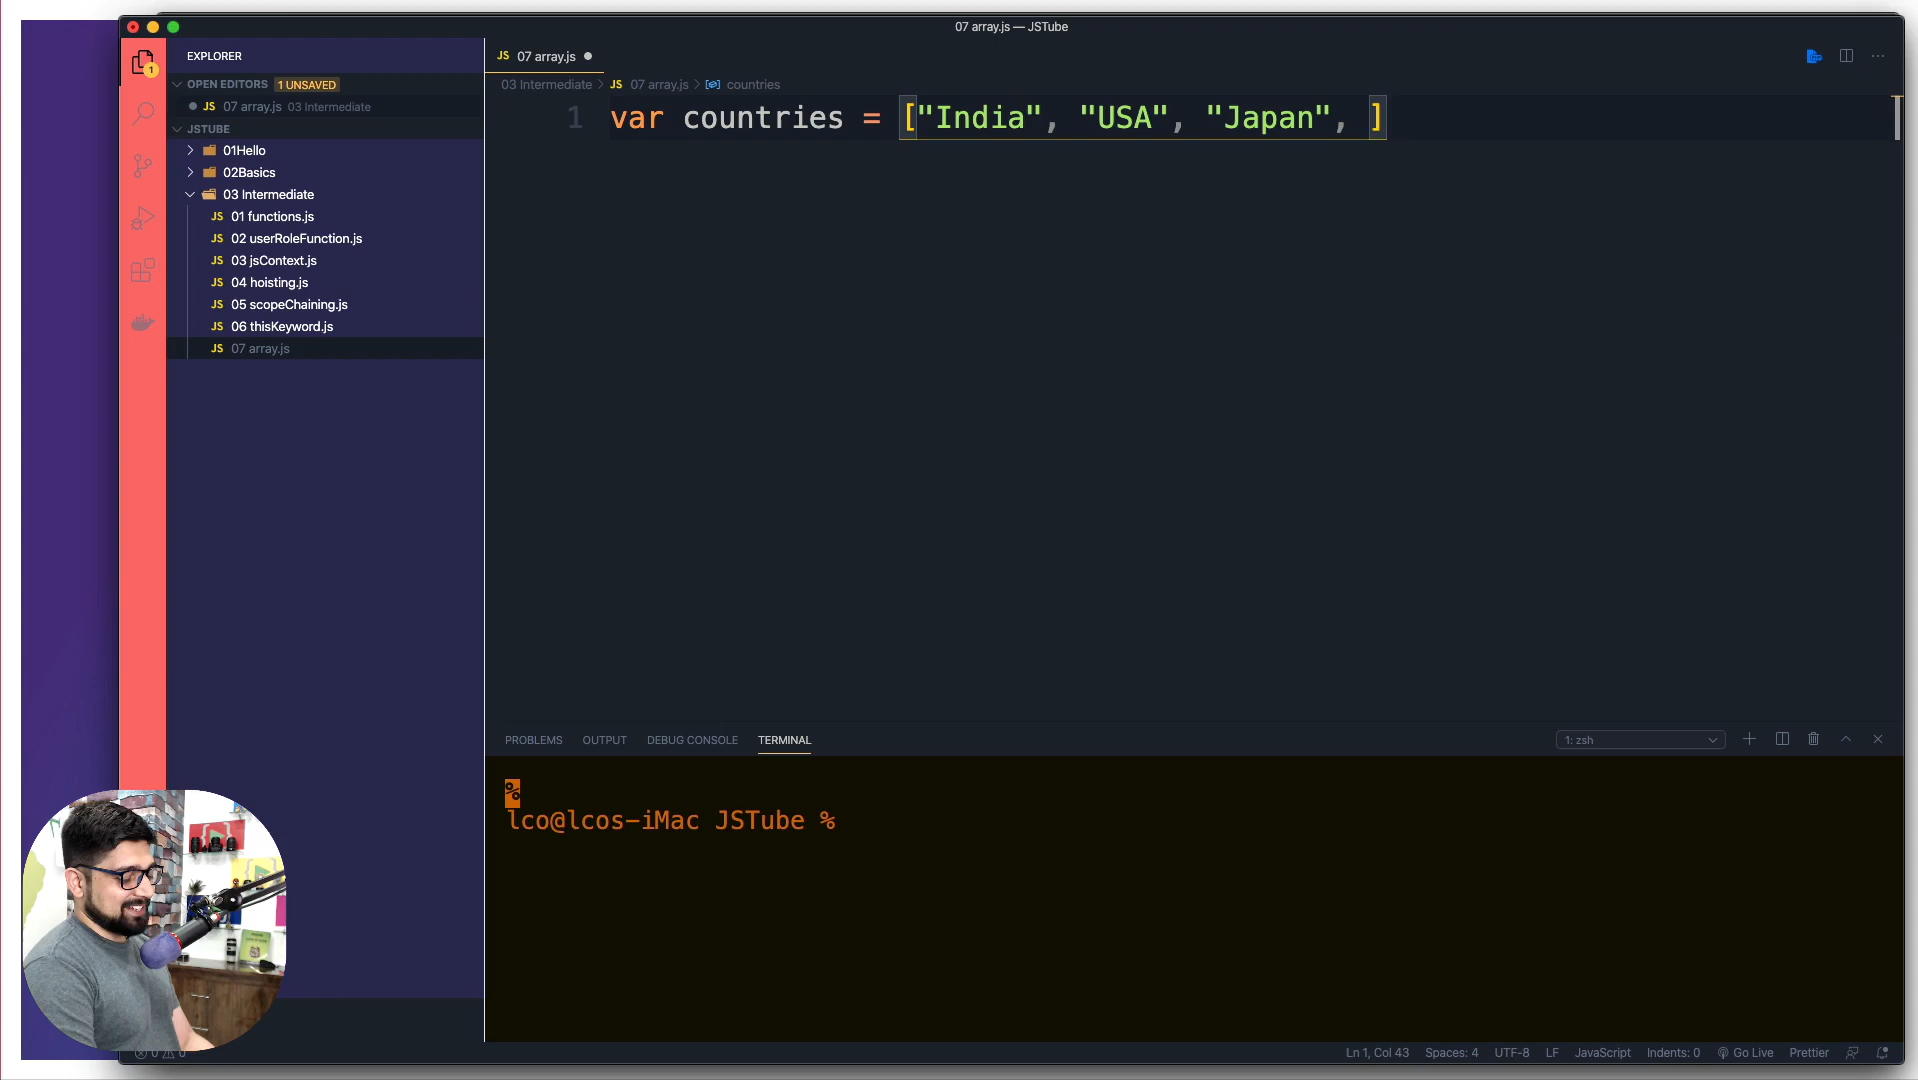 07 array.js — JSTube
EXPLORER
OPEN EDITORS 1 UNSAVED
JS 07 array.js 03 Intermediate
JSTUBE
01Hello
02Basics
03 Intermediate
JS 01 functions.js
JS 02 userRoleFunction.js
JS 03 jsContext.js
JS 04 hoisting.js
JS 05 scopeChaining.js
JS 06 thisKeyword.js
JS 07 array.js
1
JS 07 array.js
03 Intermediate > JS 07 array.js > countries
1 var countries = ["India", "USA", "Japan", ]
PROBLEMS OUTPUT DEBUG CONSOLE TERMINAL 1: zsh
%
lco@lcos-iMac JSTube %
0 0
Ln 1, Col 43 Spaces: 4 UTF-8 LF JavaScript Indents: 0 Go Live Prettier